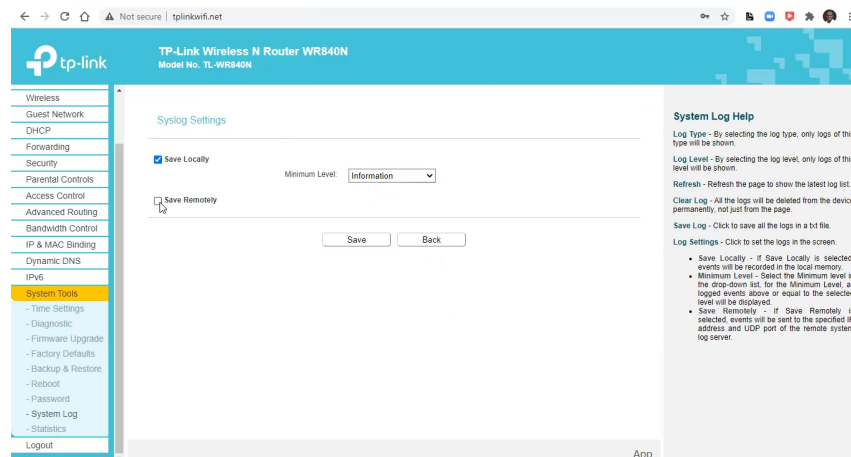 Not secure | tplinkwifi.net
tp-link
TP-Link Wireless N Router WR840N
Model No. TL-WR840N
Wireless
Guest Network
DHCP
Forwarding
Security
Parental Controls
Access Control
Advanced Routing
Bandwidth Control
IP & MAC Binding
Dynamic DNS
IPv6
System Tools
- Time Settings
- Diagnostic
- Firmware Upgrade
- Factory Defaults
- Backup & Restore
- Reboot
- Password
- System Log
- Statistics
Logout
Syslog Settings
Save Locally
Minimum Level: Information
Save Remotely
Save Back
App
System Log Help
Log Type - By selecting the log type, only logs of thi
type will be shown.
Log Level - By selecting the log level, only logs of thi
level will be shown.
Refresh - Refresh the page to show the latest log list.
Clear Log - All the logs will be deleted from the device
permanently, not just from the page.
Save Log - Click to save all the logs in a txt file.
Log Settings - Click to set the logs in the screen.
• Save Locally - If Save Locally is selected
events will be recorded in the local memory.
• Minimum Level - Select the Minimum level i
the drop-down list, for the Minimum Level, a
logged events above or equal to the selecte
level will be displayed.
• Save Remotely - If Save Remotely i
selected, events will be sent to the specified I
address and UDP port of the remote system
log server.